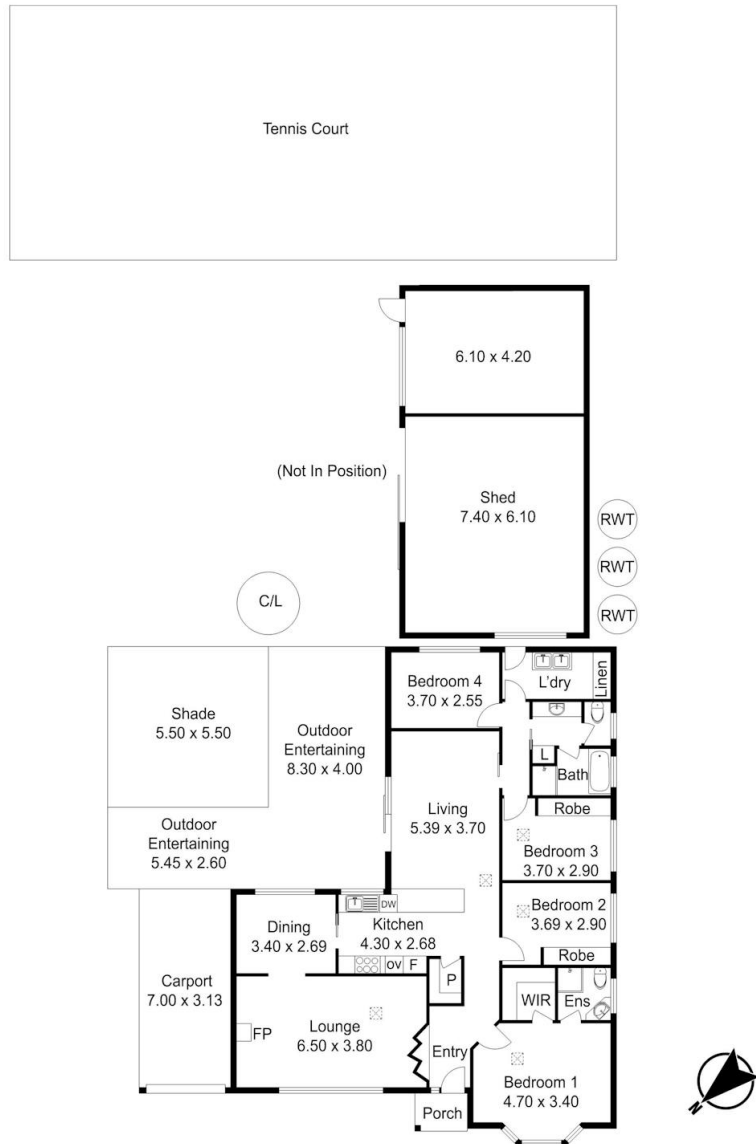 Tennis Court
6.10 x 4.20
(Not In Position)
Shed
7.40 x 6.10
RWT
RWT
RWT
C/L
Bedroom 4
3.70 x 2.55
L'dry
Linen
Shade
5.50 x 5.50
Outdoor
Entertaining
8.30 x 4.00
L
Bath
Living
5.39 x 3.70
Robe
Outdoor
Entertaining
5.45 x 2.60
Bedroom 3
3.70 x 2.90
DW
Dining
3.40 x 2.69
Kitchen
4.30 x 2.68
Bedroom 2
3.69 x 2.90
Robe
OV
F
P
Carport
7.00 x 3.13
WIR
Ens
Lounge
6.50 x 3.80
FP
Entry
Bedroom 1
4.70 x 3.40
Porch
N